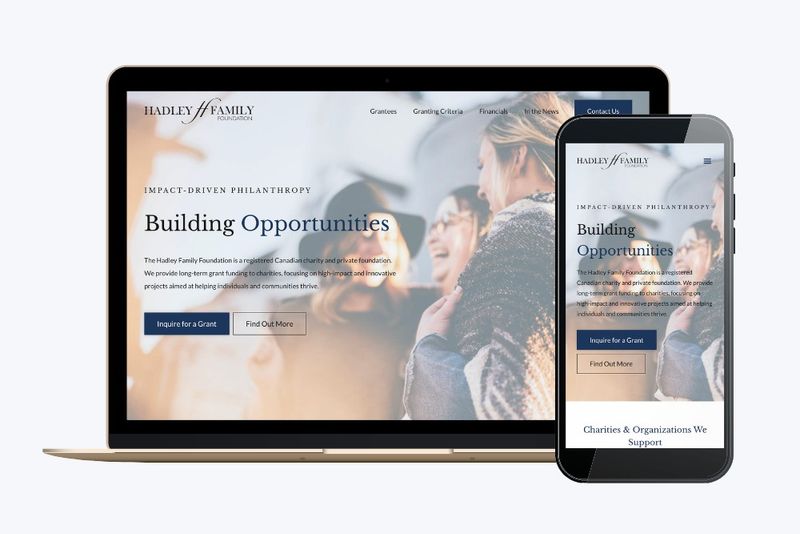 HADLEY H FAMILY
FOUNDATION
Grantees Granting Criteria Financials In the News Contact Us
IMPACT-DRIVEN PHILANTHROPY
Building Opportunities
The Hadley Family Foundation is a registered Canadian charity and private foundation.
We provide long-term grant funding to charities, focusing on high-impact and innovative
projects aimed at helping individuals and communities thrive.
Inquire for a Grant Find Out More
HADLEY H FAMILY
FOUNDATION
IMPACT-DRIVEN PHILANTHROPY
Building
Opportunities
The Hadley Family Foundation is a registered
Canadian charity and private foundation. We provide
long-term grant funding to charities, focusing on
high-impact and innovative projects aimed at helping
individuals and communities thrive.
Inquire for a Grant
Find Out More
Charities & Organizations We
Support